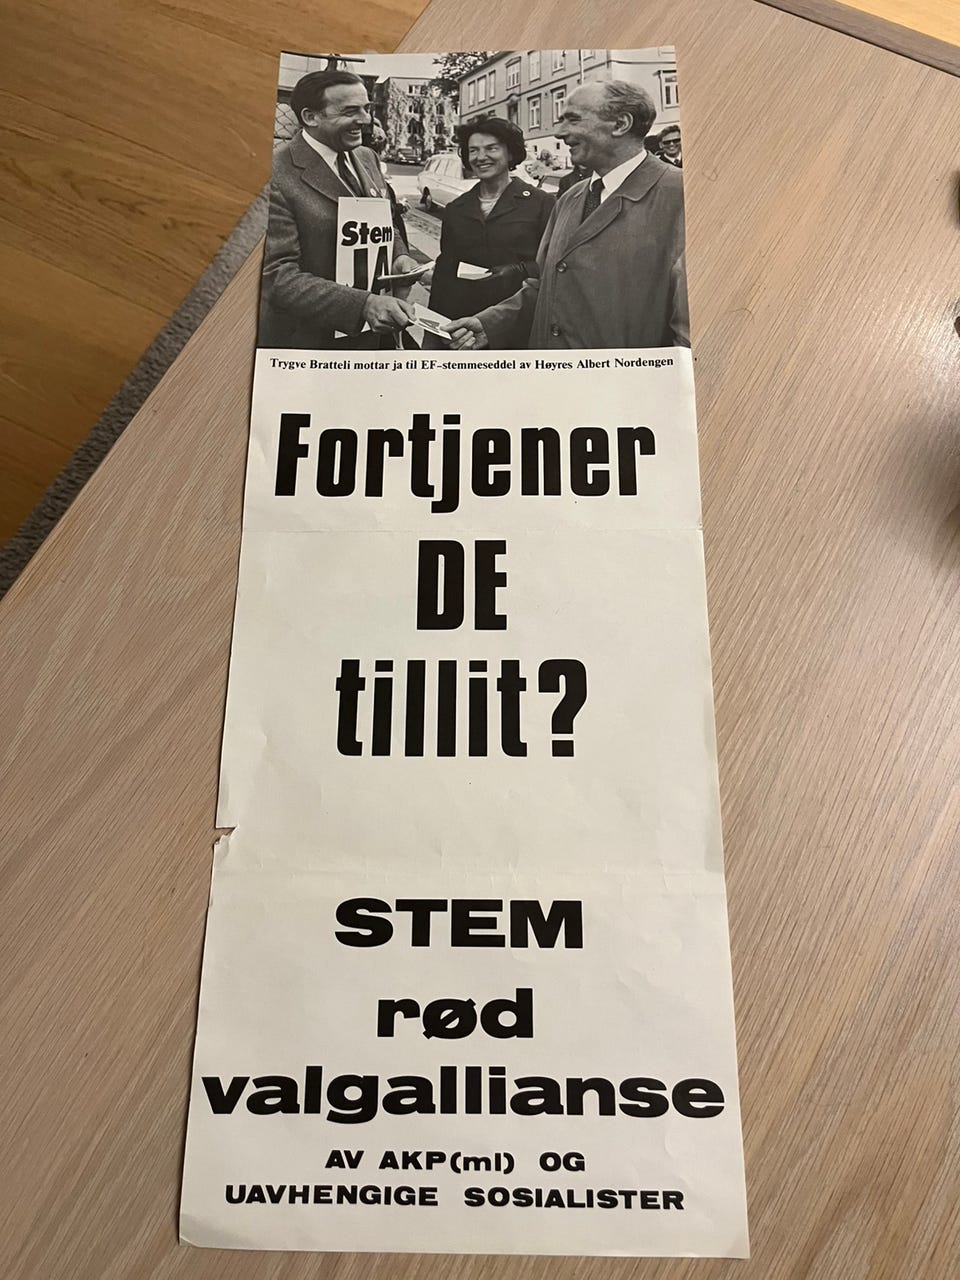 Stem
JA
Trygve Bratteli mottar ja til EF-stemmeseddel av Høyres Albert Nordengen
Fortjener
DE
tillit?
STEM
rød
valgallianse
AV AKP(ml) OG
UAVHENGIGE SOSIALISTER